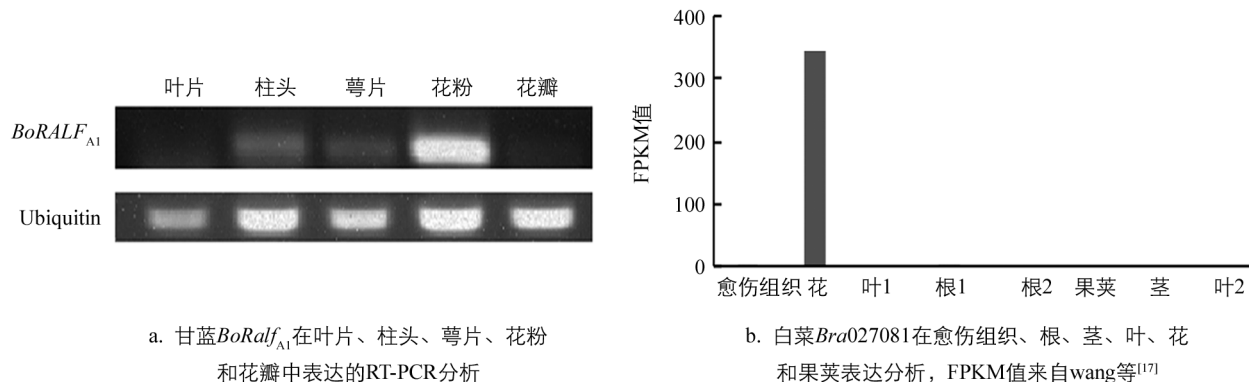 叶片 柱头 萼片 花粉 花瓣
BoRALF_A1
Ubiquitin
a. 甘蓝BoRalf_A1在叶片、柱头、萼片、花粉
和花瓣中表达的RT-PCR分析
400
300
200
100
0
FPKM值
愈伤组织 花 叶1 根1 根2 果荚 茎 叶2
b. 白菜Bra027081在愈伤组织、根、茎、叶、花
和果荚表达分析，FPKM值来自wang等[17]